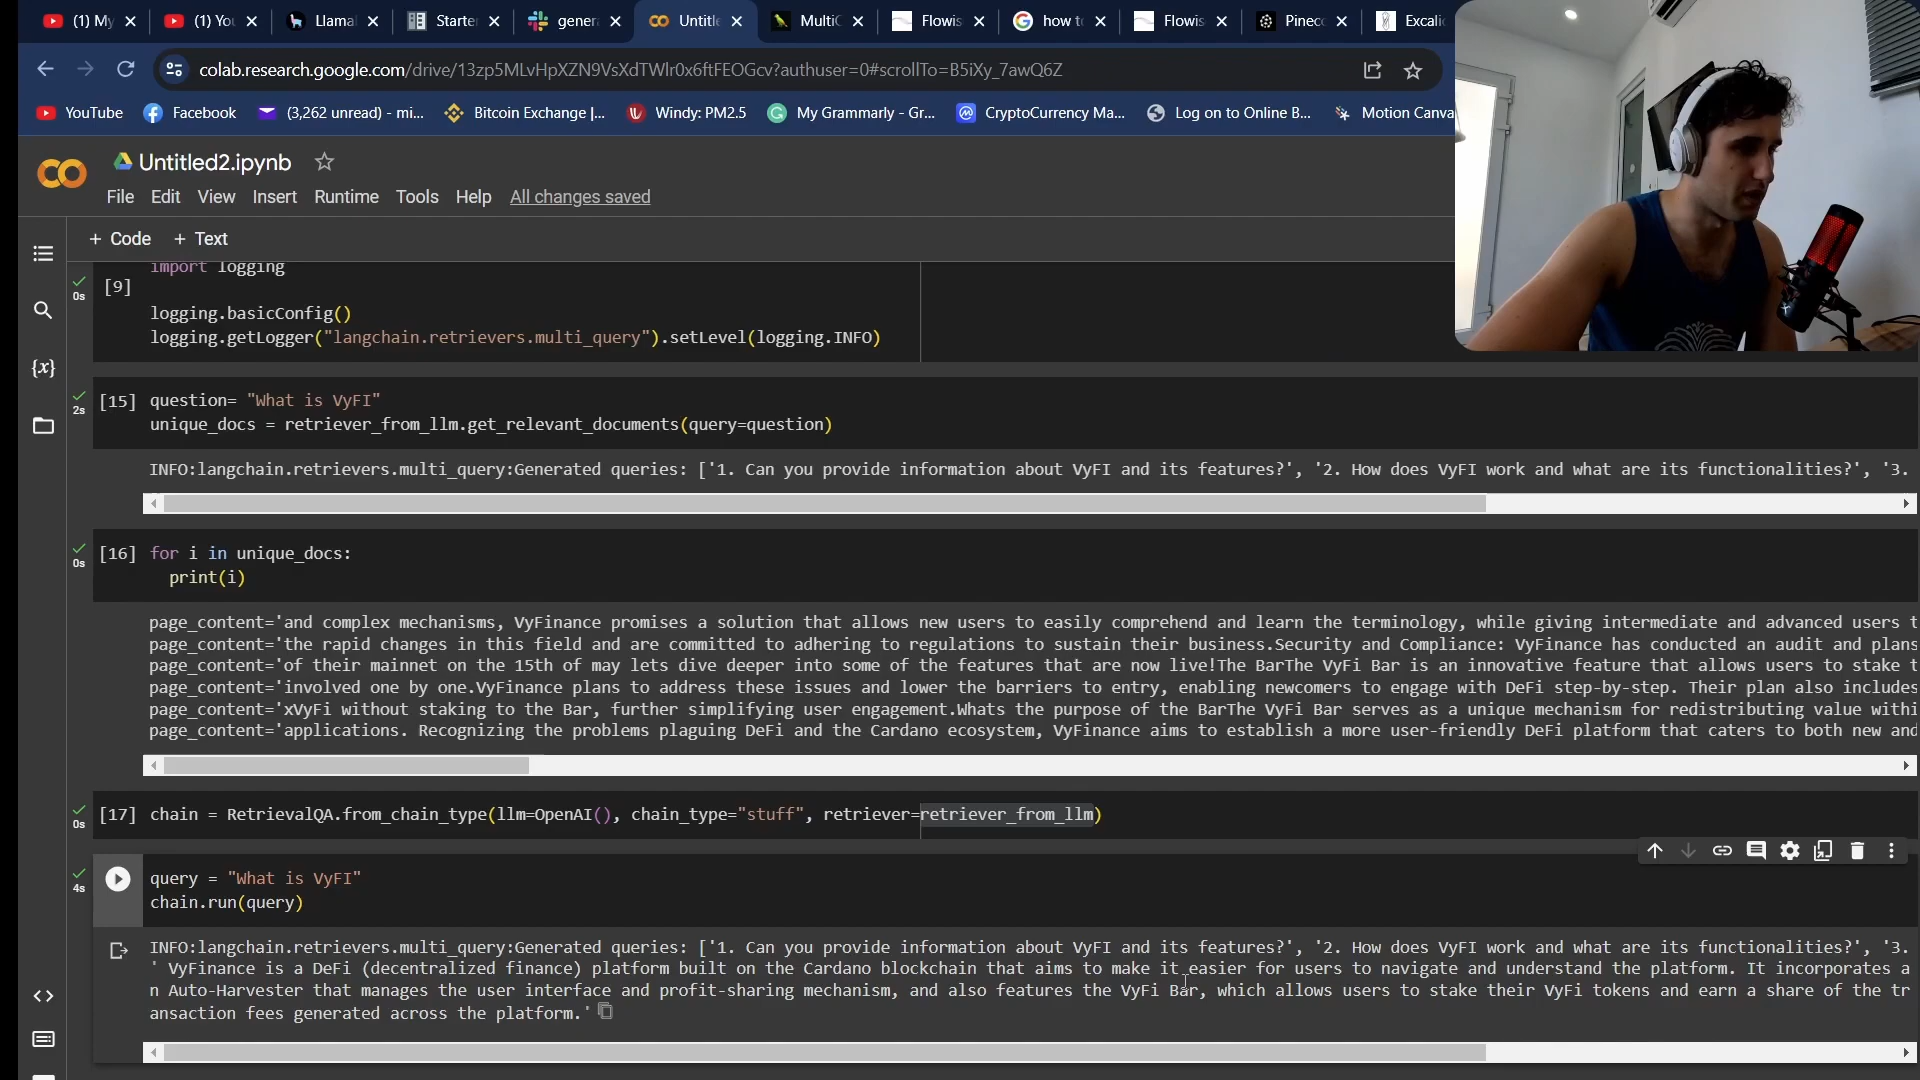 (1) My
(1) You
Llamal
Starter
genera
Untitle
MultiQ
Flowis
how to
Flowis
Pinec
Excalid
colab.research.google.com/drive/13zp5MLvHpXZN9VsXdTWlr0x6ftFEOGcv?authuser=0#scrollTo=B5iXy_7awQ6Z
YouTube
Facebook
(3,262 unread) - mi...
Bitcoin Exchange |...
Windy: PM2.5
My Grammarly - Gr...
CryptoCurrency Ma...
Log on to Online B...
Motion Canva
Untitled2.ipynb
File Edit View Insert Runtime Tools Help All changes saved
+ Code + Text
import logging
[9]
0s
logging.basicConfig()
logging.getLogger("langchain.retrievers.multi_query").setLevel(logging.INFO)
[15] question= "What is VyFI"
2s
unique_docs = retriever_from_llm.get_relevant_documents(query=question)
INFO:langchain.retrievers.multi_query:Generated queries: ['1. Can you provide information about VyFI and its features?', '2. How does VyFI work and what are its functionalities?', '3.
[16] for i in unique_docs:
0s
print(i)
page_content='and complex mechanisms, VyFinance promises a solution that allows new users to easily comprehend and learn the terminology, while giving intermediate and advanced users t
page_content='the rapid changes in this field and are committed to adhering to regulations to sustain their business.Security and Compliance: VyFinance has conducted an audit and plans
page_content='of their mainnet on the 15th of may lets dive deeper into some of the features that are now live!The BarThe VyFi Bar is an innovative feature that allows users to stake t
page_content='involved one by one.VyFinance plans to address these issues and lower the barriers to entry, enabling newcomers to engage with DeFi step-by-step. Their plan also includes
page_content='xVyFi without staking to the Bar, further simplifying user engagement.Whats the purpose of the BarThe VyFi Bar serves as a unique mechanism for redistributing value withi
page_content='applications. Recognizing the problems plaguing DeFi and the Cardano ecosystem, VyFinance aims to establish a more user-friendly DeFi platform that caters to both new and
[17] chain = RetrievalQA.from_chain_type(llm=OpenAI(), chain_type="stuff", retriever=retriever_from_llm)
0s
query = "What is VyFI"
4s
chain.run(query)
INFO:langchain.retrievers.multi_query:Generated queries: ['1. Can you provide information about VyFI and its features?', '2. How does VyFI work and what are its functionalities?', '3.
' VyFinance is a DeFi (decentralized finance) platform built on the Cardano blockchain that aims to make it easier for users to navigate and understand the platform. It incorporates a
n Auto-Harvester that manages the user interface and profit-sharing mechanism, and also features the VyFi Bar, which allows users to stake their VyFi tokens and earn a share of the tr
ansaction fees generated across the platform.'